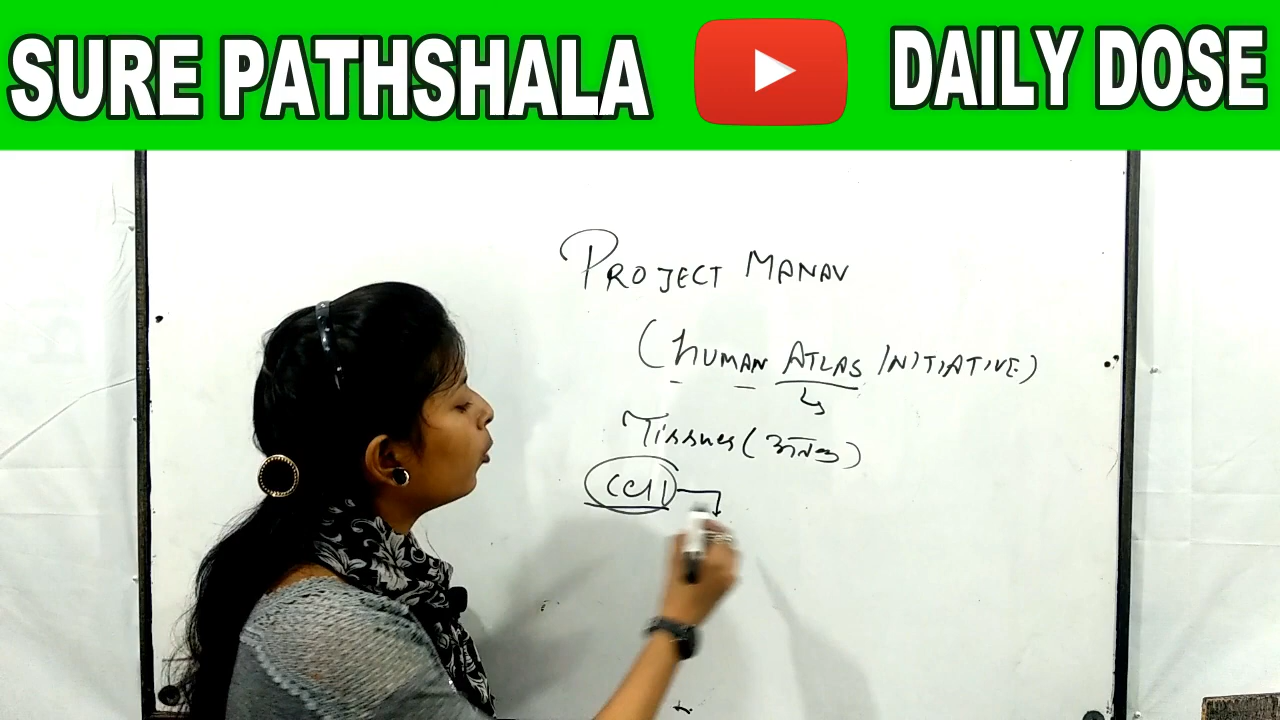 SURE PATHSHALA DAILY DOSE
PROJECT MANAV
(HUMAN ATLAS INITIATIVE)
Tissues (ऊतक)
Cell